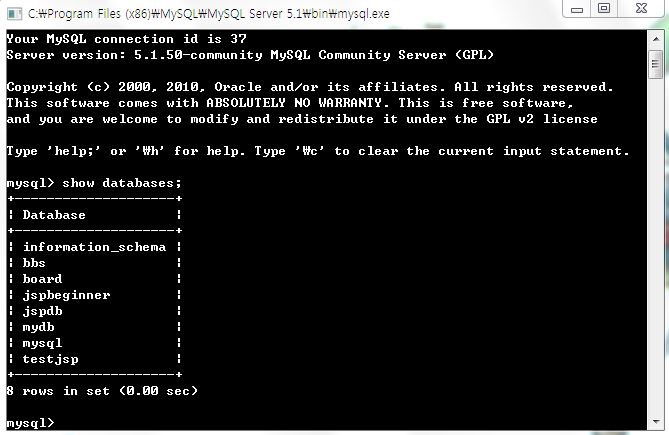 C:₩Program Files (x86)₩MySQL₩MySQL Server 5.1₩bin₩mysql.exe
Your MySQL connection id is 37
Server version: 5.1.50-community MySQL Community Server (GPL)

Copyright (c) 2000, 2010, Oracle and/or its affiliates. All rights reserved.
This software comes with ABSOLUTELY NO WARRANTY. This is free software,
and you are welcome to modify and redistribute it under the GPL v2 license

Type 'help;' or '₩h' for help. Type '₩c' to clear the current input statement.

mysql> show databases;
+--------------------+
¦ Database           ¦
+--------------------+
¦ information_schema ¦
¦ bbs                ¦
¦ board              ¦
¦ jspbeginner        ¦
¦ jspdb              ¦
¦ mydb               ¦
¦ mysql              ¦
¦ testjsp            ¦
+--------------------+
8 rows in set (0.00 sec)

mysql>